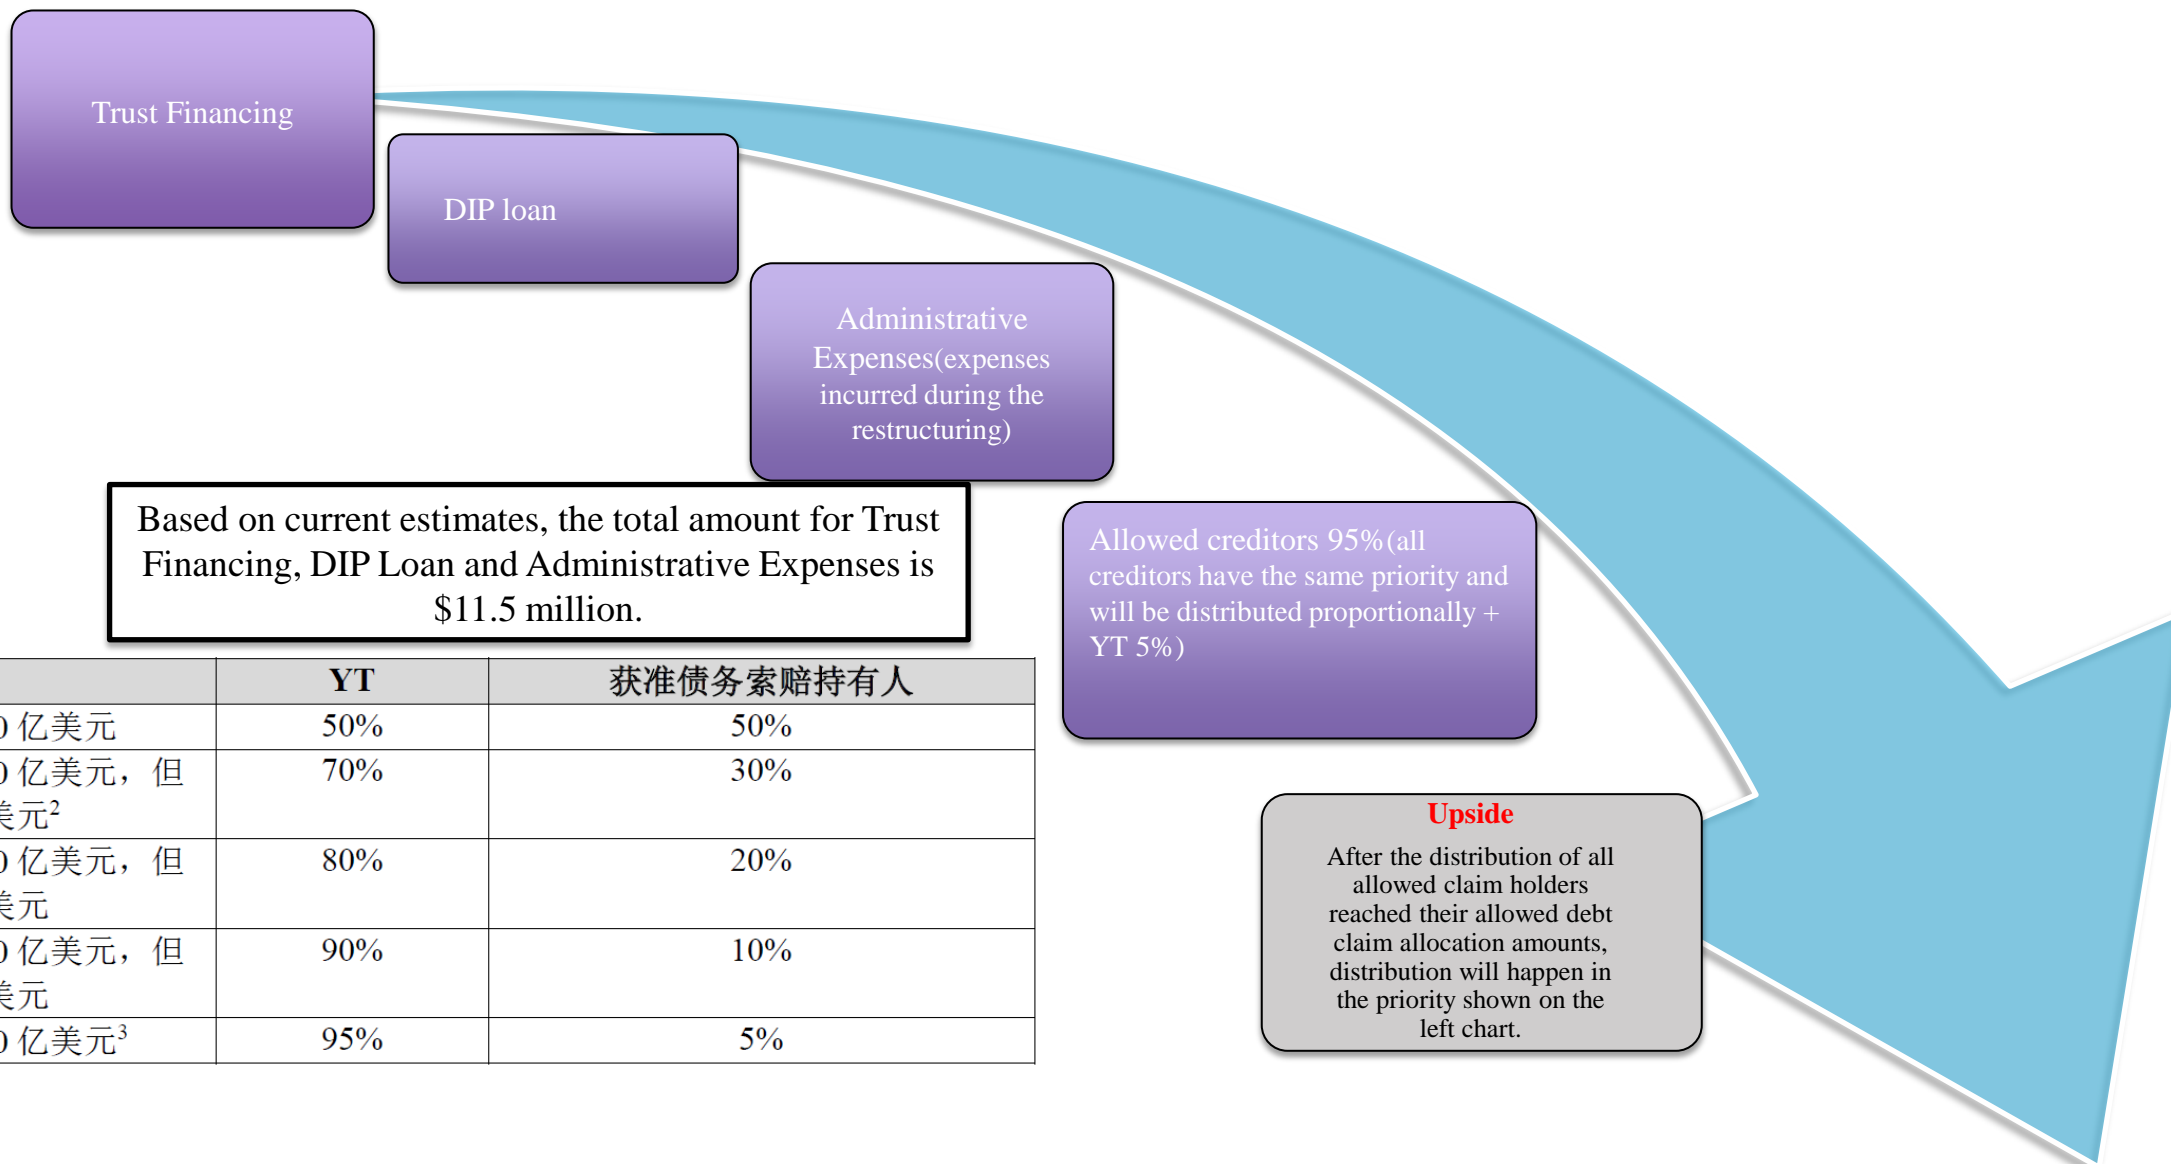 Trust Financing
DIP loan
Administrative
Expenses(expenses
incurred during the
restructuring)
Based on current estimates, the total amount for Trust
Financing, DIP Loan and Administrative Expenses is
$11.5 million.
Allowed creditors 95%(all
creditors have the same priority and
will be distributed proportionally +
YT 5%)
YT 获准债务索赔持有人
0 亿美元 50% 50%
0 亿美元，但 70% 30%
美元2
0 亿美元，但 80% 20%
美元
0 亿美元，但 90% 10%
美元
0 亿美元3 95% 5%
Upside
After the distribution of all
allowed claim holders
reached their allowed debt
claim allocation amounts,
distribution will happen in
the priority shown on the
left chart.